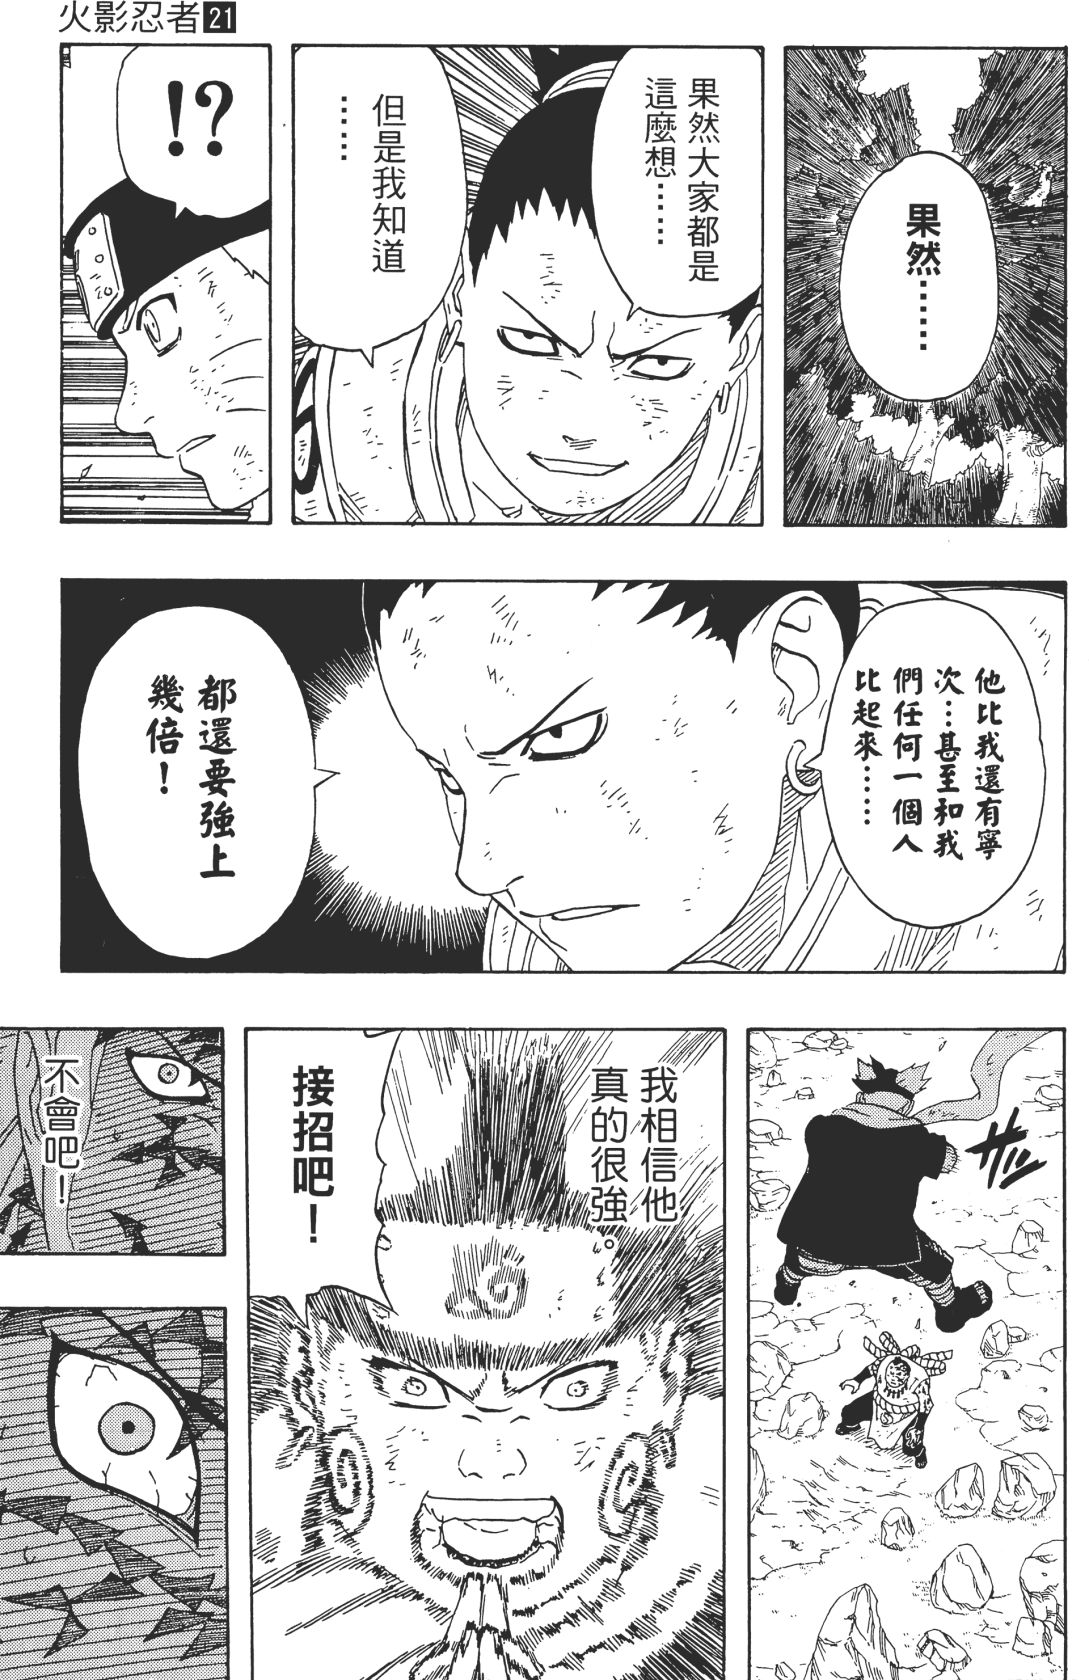 火影忍者21
果然……
果然大家都是
這麼想……
但是我知道
……
!?
他比我還有寧
次…甚至和我
們任何一個人
比起來……
都還要強上
幾倍！
ザッ
我相信他
真的很強。
接招吧！
不會吧！